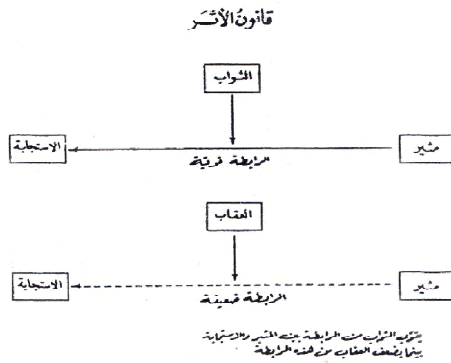 قانون الأثر
الثواب
مثير
الاستجابة
الرابطة قوية
العقاب
مثير
الاستجابة
الرابطة ضعيفة
يقوي الثواب من الرابطة بين المثير والاستجابة
بينما يضعف العقاب من هذه الرابطة